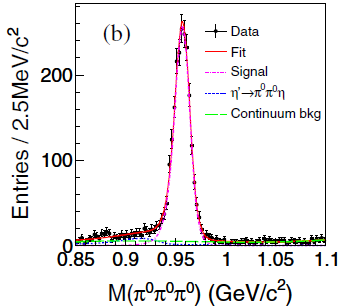 (b)
Data
Fit
Signal
η'→π⁰π⁰η
Continuum bkg
Entries / 2.5MeV/c²
200
100
0
0.85 0.9 0.95 1 1.05 1.1
M(π⁰π⁰π⁰) (GeV/c²)